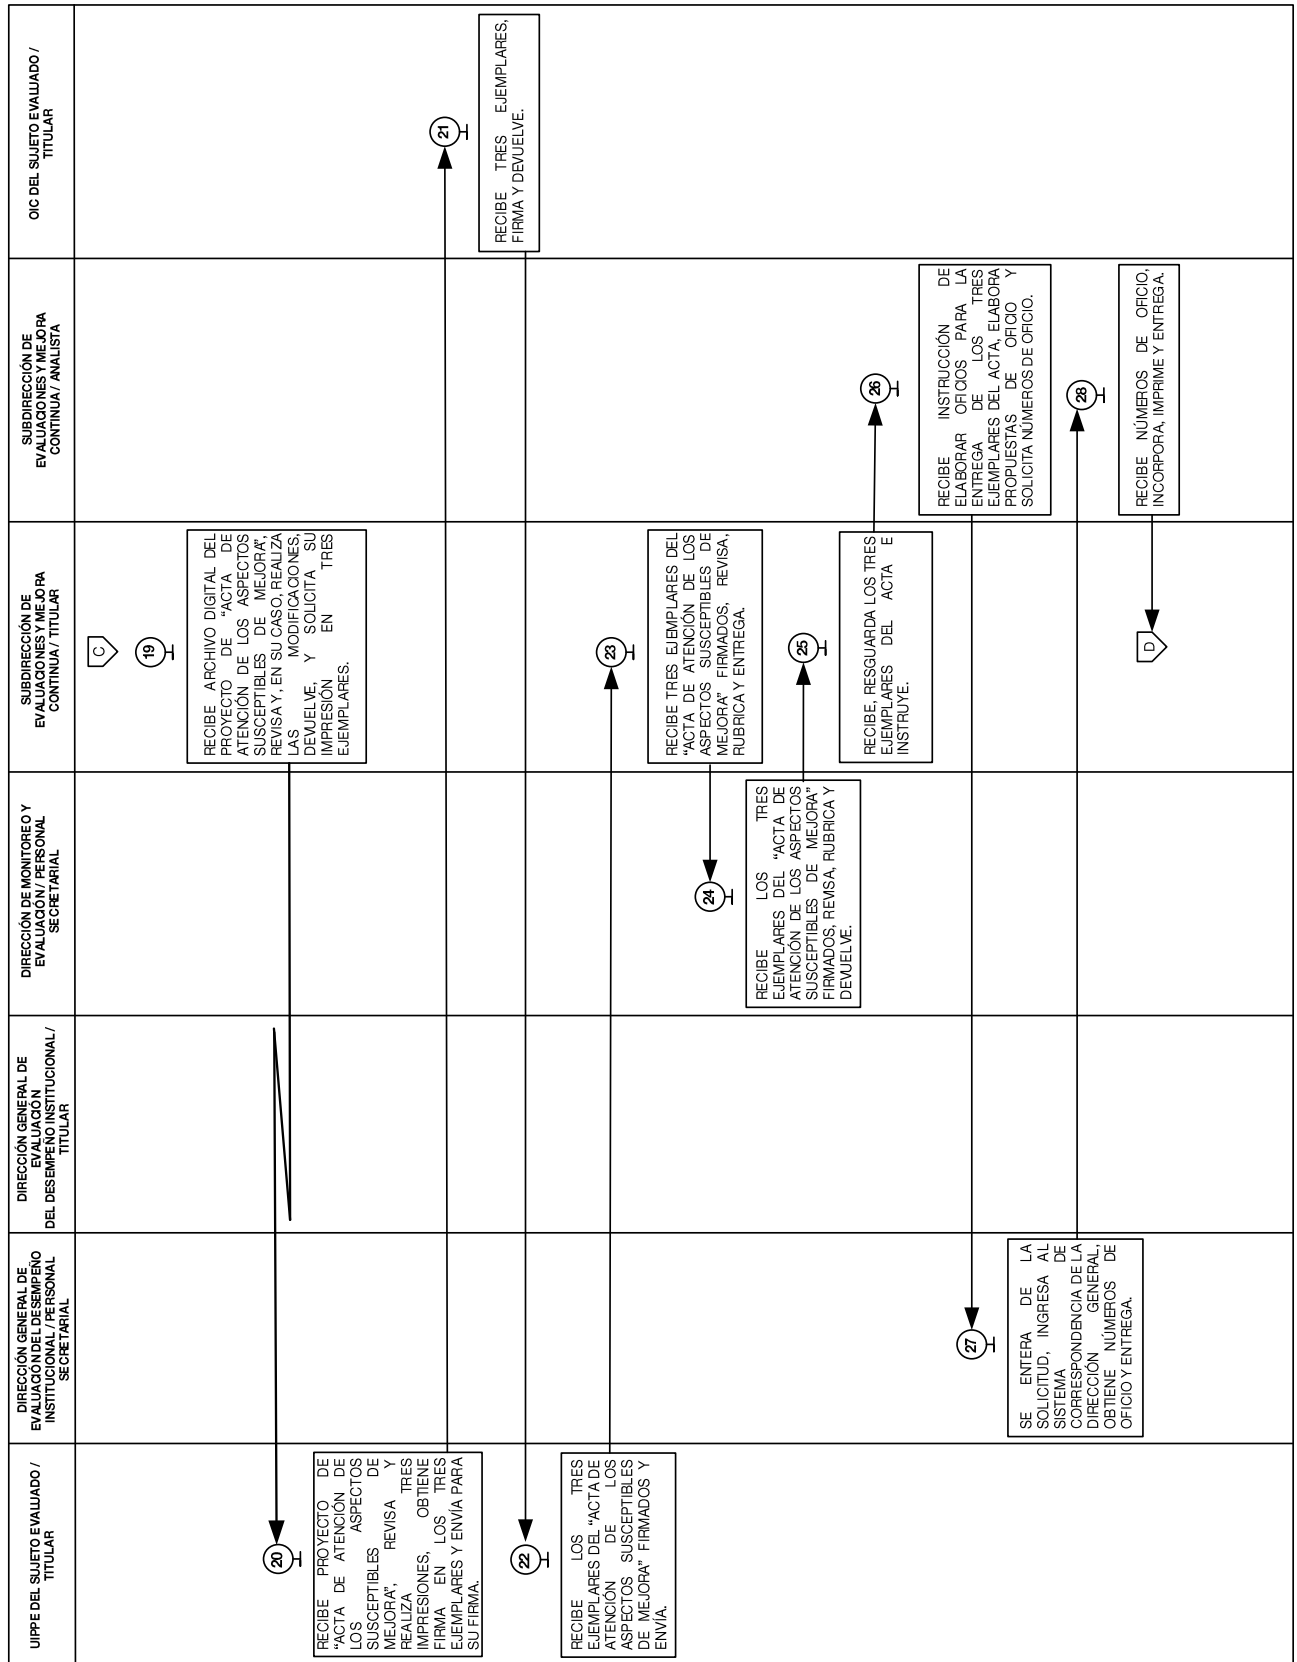 UIPPE DEL SUJETO EVALUADO /
TITULAR
DIRECCIÓN GENERAL DE
EVALUACIÓN DEL DESEMPEÑO
INSTITUCIONAL / PERSONAL
SECRETARIAL
DIRECCIÓN GENERAL DE
EVALUACIÓN
DEL DESEMPEÑO INSTITUCIONAL /
TITULAR
DIRECCIÓN DE MONITOREO Y
EVALUACIÓN / PERSONAL
SECRETARIAL
SUBDIRECCIÓN DE
EVALUACIONES Y MEJORA
CONTINUA / TITULAR
SUBDIRECCIÓN DE
EVALUACIONES Y MEJORA
CONTINUA / ANALISTA
OIC DEL SUJETO EVALUADO /
TITULAR
C
19
RECIBE ARCHIVO DIGITAL DEL
PROYECTO DE “ACTA DE
ATENCIÓN DE LOS ASPECTOS
SUSCEPTIBLES DE MEJORA”,
REVISA Y, EN SU CASO, REALIZA
LAS MODIFICACIONES,
DEVUELVE, Y SOLICITA SU
IMPRESIÓN EN TRES
EJEMPLARES.
20
RECIBE PROYECTO DE
“ACTA DE ATENCIÓN DE
LOS ASPECTOS
SUSCEPTIBLES DE
MEJORA”, REVISA Y
REALIZA TRES
IMPRESIONES, OBTIENE
FIRMA EN LOS TRES
EJEMPLARES Y ENVÍA PARA
SU FIRMA.
21
RECIBE TRES EJEMPLARES,
FIRMA Y DEVUELVE.
22
RECIBE LOS TRES
EJEMPLARES DEL “ACTA DE
ATENCIÓN DE LOS
ASPECTOS SUSCEPTIBLES
DE MEJORA” FIRMADOS Y
ENVÍA.
23
RECIBE TRES EJEMPLARES DEL
“ACTA DE ATENCIÓN DE LOS
ASPECTOS SUSCEPTIBLES DE
MEJORA” FIRMADOS, REVISA,
RUBRICA Y ENTREGA.
24
RECIBE LOS TRES
EJEMPLARES DEL “ACTA DE
ATENCIÓN DE LOS ASPECTOS
SUSCEPTIBLES DE MEJORA”
FIRMADOS, REVISA, RUBRICA Y
DEVUELVE.
25
RECIBE, RESGUARDA LOS TRES
EJEMPLARES DEL ACTA E
INSTRUYE.
26
RECIBE INSTRUCCIÓN DE
ELABORAR OFICIOS PARA LA
ENTREGA DE LOS TRES
EJEMPLARES DEL ACTA, ELABORA
PROPUESTAS DE OFICIO Y
SOLICITA NÚMEROS DE OFICIO.
27
SE ENTERA DE LA
SOLICITUD, INGRESA AL
SISTEMA DE
CORRESPONDENCIA DE LA
DIRECCIÓN GENERAL,
OBTIENE NÚMEROS DE
OFICIO Y ENTREGA.
28
RECIBE NÚMEROS DE OFICIO,
INCORPORA, IMPRIME Y ENTREGA.
D